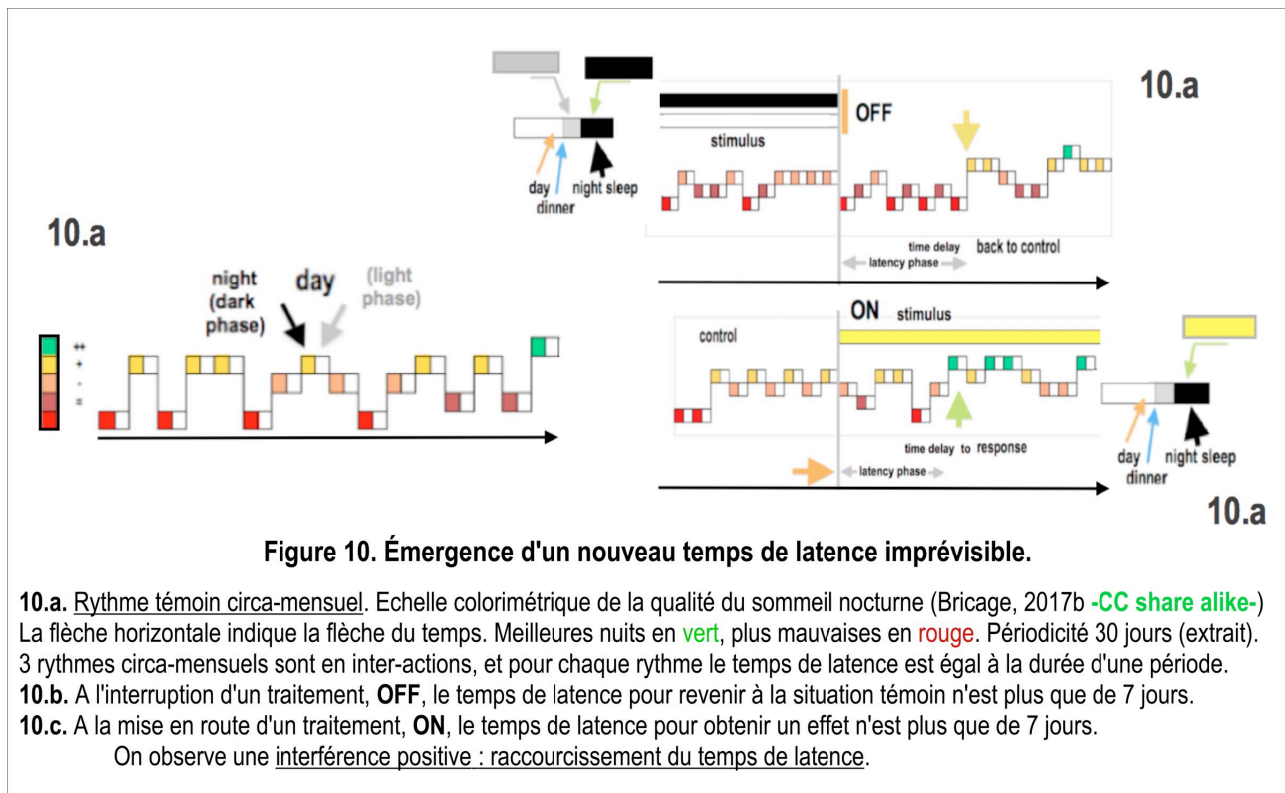 10.a
day
dinner
night sleep
OFF
stimulus
time delay
back to control
latency phase
10.a
night
(dark
phase)
day
(light
phase)
++
+
-
=
ON
stimulus
control
time delay to response
latency phase
day
dinner
night sleep
10.a
Figure 10. Émergence d'un nouveau temps de latence imprévisible.
10.a. Rythme témoin circa-mensuel. Echelle colorimétrique de la qualité du sommeil nocturne (Bricage, 2017b -CC share alike-)
La flèche horizontale indique la flèche du temps. Meilleures nuits en vert, plus mauvaises en rouge. Périodicité 30 jours (extrait).
3 rythmes circa-mensuels sont en inter-actions, et pour chaque rythme le temps de latence est égal à la durée d'une période.
10.b. A l'interruption d'un traitement, OFF, le temps de latence pour revenir à la situation témoin n'est plus que de 7 jours.
10.c. A la mise en route d'un traitement, ON, le temps de latence pour obtenir un effet n'est plus que de 7 jours.
On observe une interférence positive : raccourcissement du temps de latence.